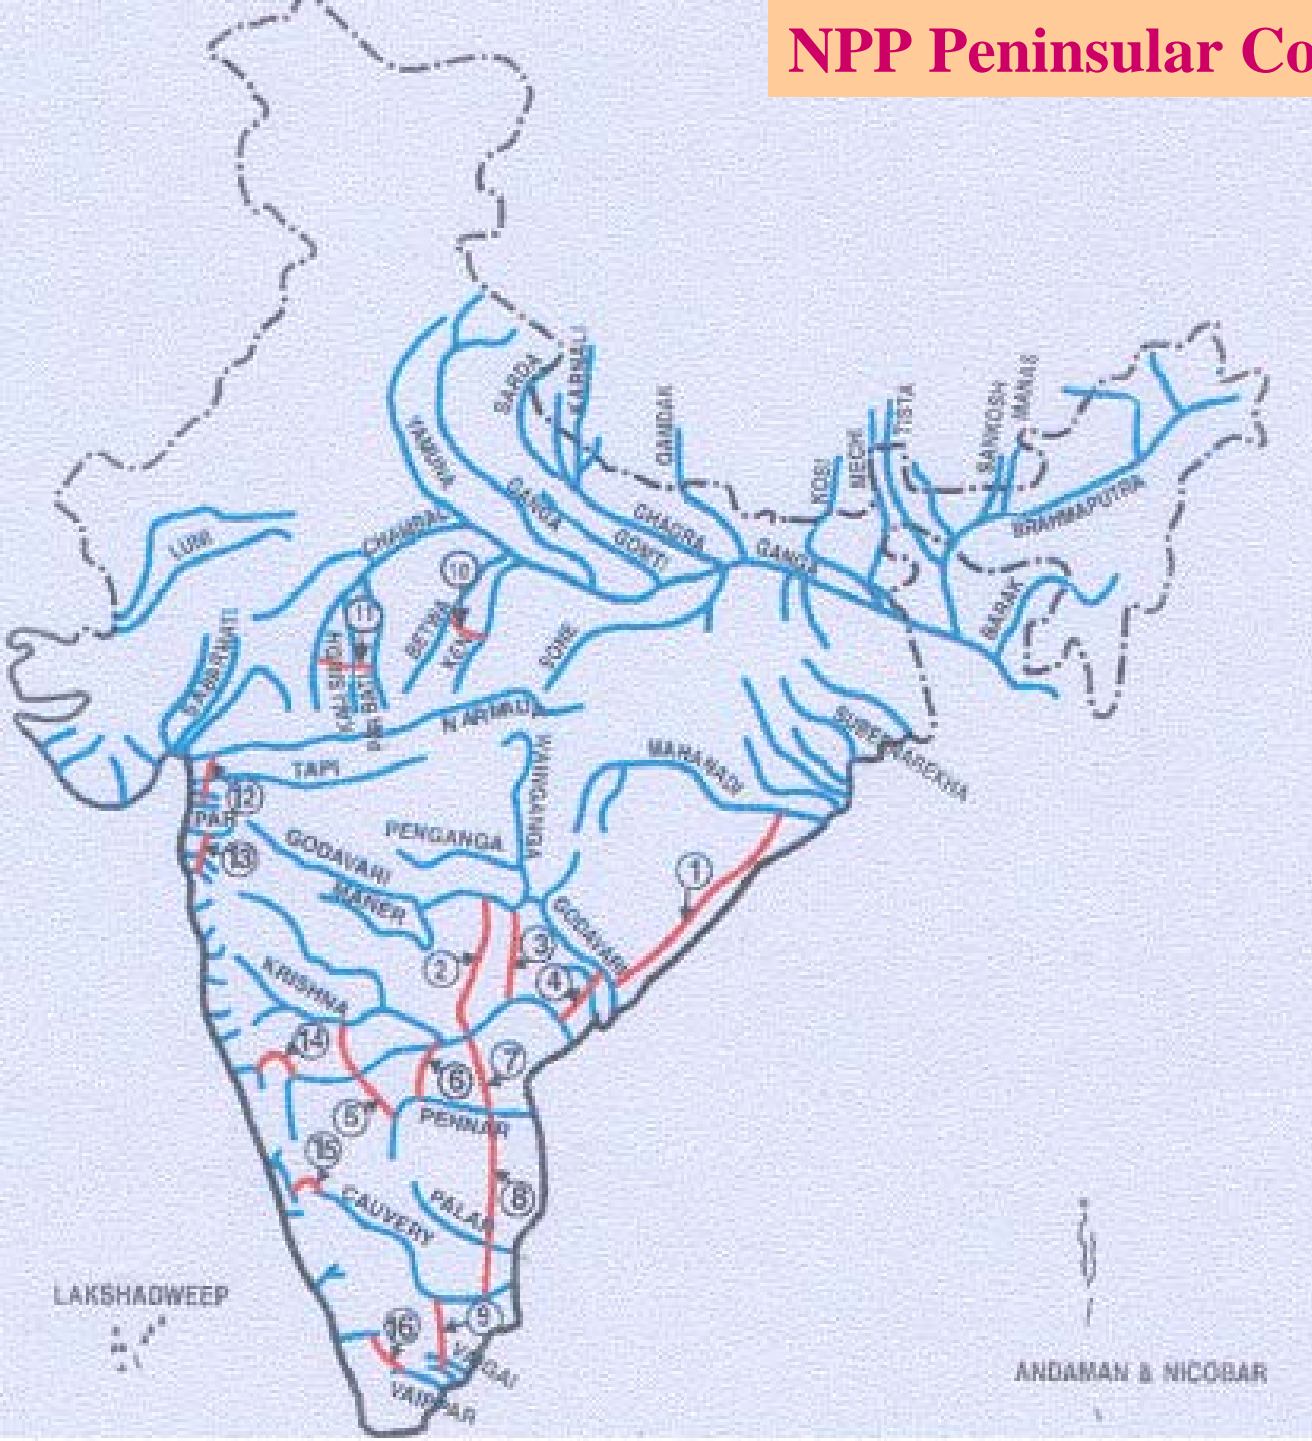 NPP Peninsular Co
SARDA
KARNALI
GANDAK
KOSI
MECHI
TISTA
SANKOSH
MANAS
YAMUNA
GANGA
GHAGRA
GOMTI
GANGA
BRAHMAPUTRA
BARAK
LUNI
CHAMBAL
10
11
BETWA
KEN
SONE
SABARMATI
NARMADA
TAPI
12
PAR
13
WAINGANGA
PENGANGA
GODAVARI
MANER
MAHANADI
SUBERNAREKHA
1
GODAVARI
2
3
4
KRISHNA
14
5
6
7
PENNAR
15
8
CAUVERY
PALAR
9
16
VAIGAI
VAIPPAR
LAKSHADWEEP
ANDAMAN & NICOBAR